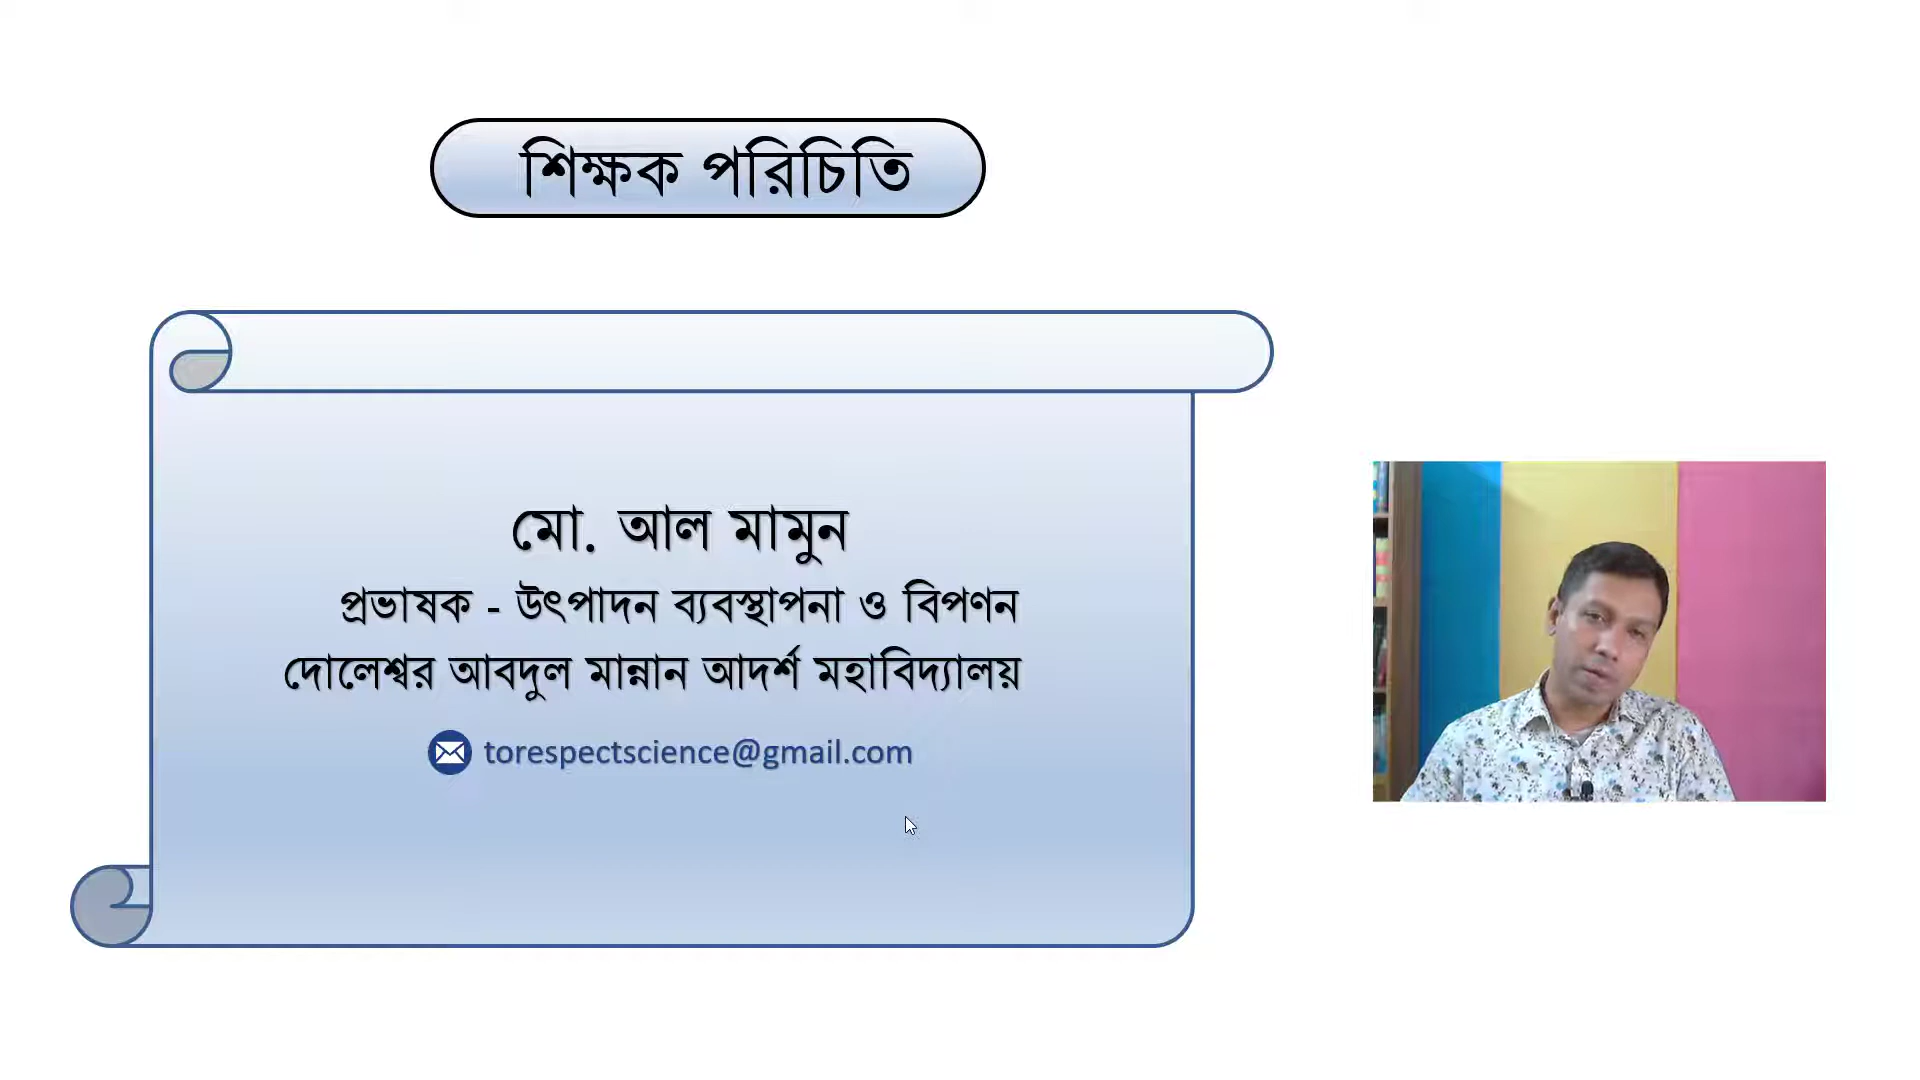 শিক্ষক পরিচিতি
মো. আল মামুন
প্রভাষক - উৎপাদন ব্যবস্থাপনা ও বিপণন
দোলেশ্বর আবদুল মান্নান আদর্শ মহাবিদ্যালয়
torespectscience@gmail.com